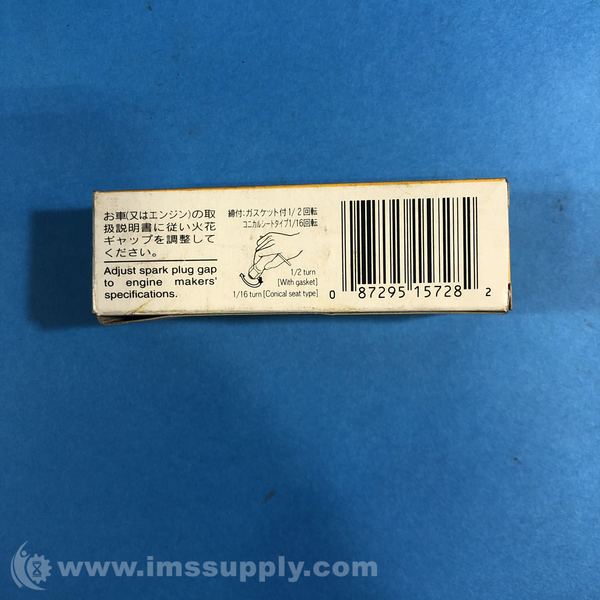 お車(又はエンジン)の取
扱説明書に従い火花
ギャップを調整して
ください。
Adjust spark plug gap
to engine makers'
specifications.
締付:ガスケット付1/2回転
コニカルシートタイプ1/16回転
1/2 turn
[With gasket]
1/16 turn [Conical seat type]
0 87295 15728 2
www.imssupply.com